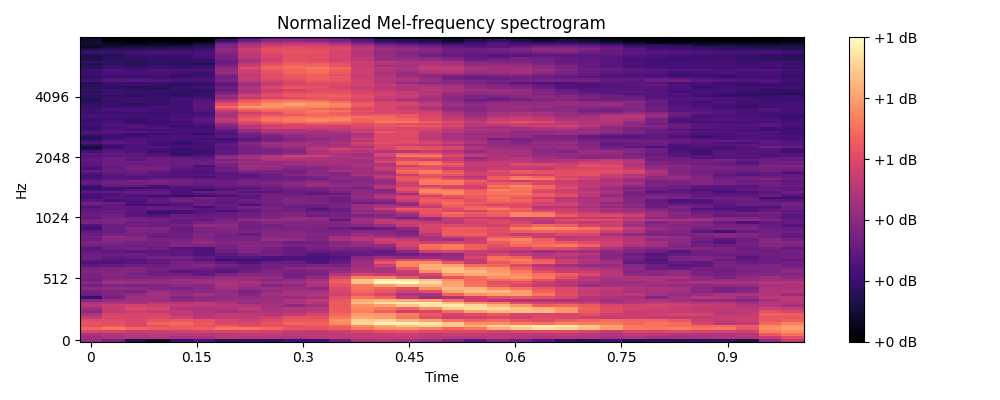 Normalized Mel-frequency spectrogram
Hz
4096
2048
1024
512
0
0 0.15 0.3 0.45 0.6 0.75 0.9
Time
+1 dB
+1 dB
+1 dB
+0 dB
+0 dB
+0 dB